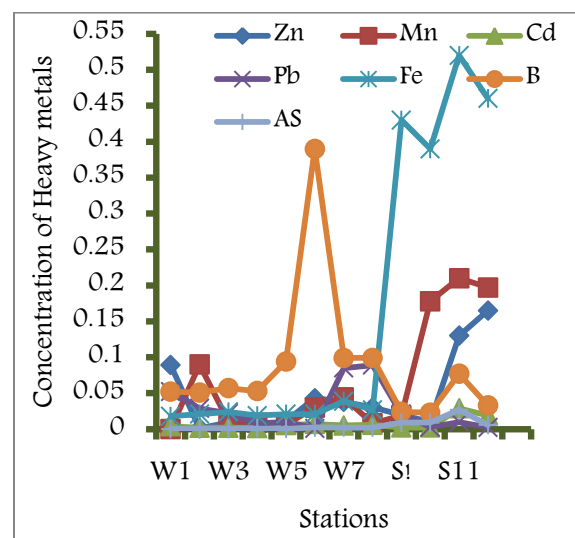 Zn Mn Cd
Pb Fe B
AS
0.55
0.5
0.45
0.4
0.35
0.3
0.25
0.2
0.15
0.1
0.05
0
Concentration of Heavy metals
W1 W3 W5 W7 S! S11
Stations